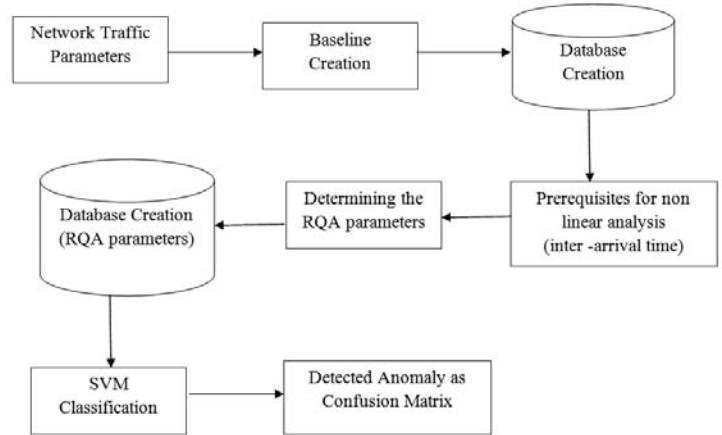 Network Traffic
Parameters
Baseline
Creation
Database
Creation
Prerequisites for non
linear analysis
(inter -arrival time)
Determining the
RQA parameters
Database Creation
(RQA parameters)
SVM
Classification
Detected Anomaly as
Confusion Matrix